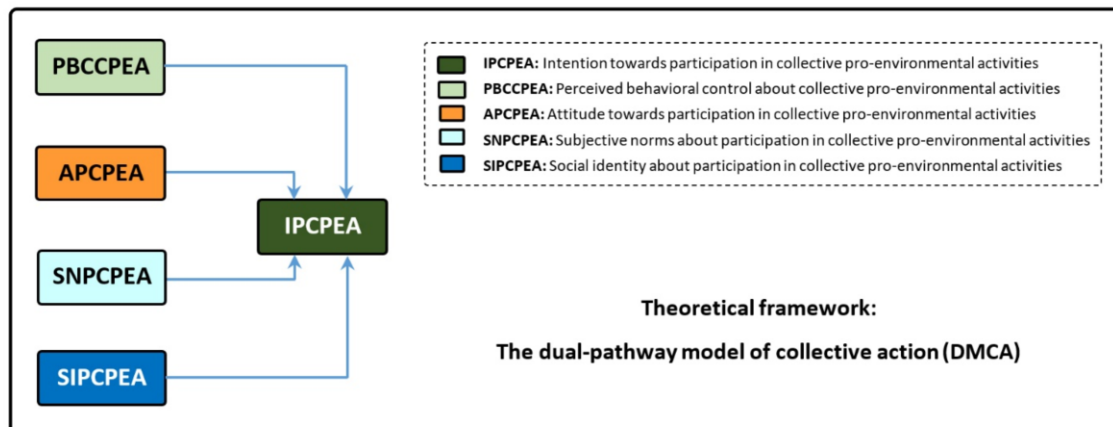 PBCCPEA
APCPEA
SNPCPEA
SIPCPEA
IPCPEA
IPCPEA: Intention towards participation in collective pro-environmental activities
PBCCPEA: Perceived behavioral control about collective pro-environmental activities
APCPEA: Attitude towards participation in collective pro-environmental activities
SNPCPEA: Subjective norms about participation in collective pro-environmental activities
SIPCPEA: Social identity about participation in collective pro-environmental activities
Theoretical framework:
The dual-pathway model of collective action (DMCA)